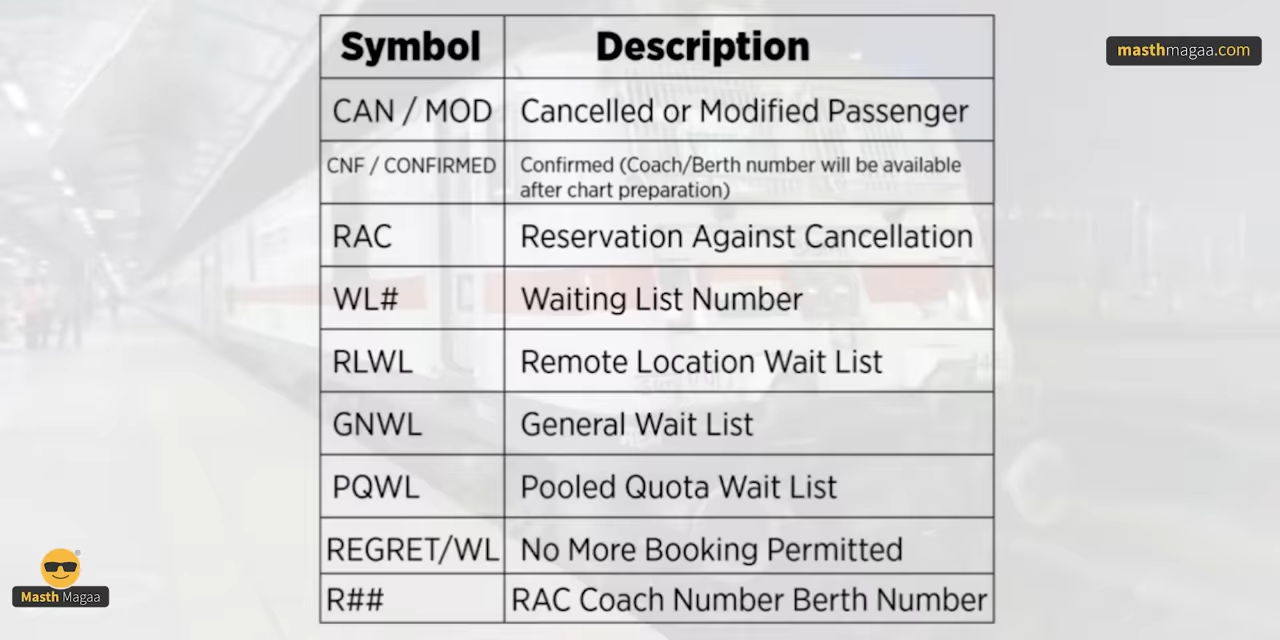 masthmagaa.com
Symbol Description
CAN / MOD Cancelled or Modified Passenger
CNF / CONFIRMED Confirmed (Coach/Berth number will be available
after chart preparation)
RAC Reservation Against Cancellation
WL# Waiting List Number
RLWL Remote Location Wait List
GNWL General Wait List
PQWL Pooled Quota Wait List
REGRET/WL No More Booking Permitted
R## RAC Coach Number Berth Number
Masth Magaa